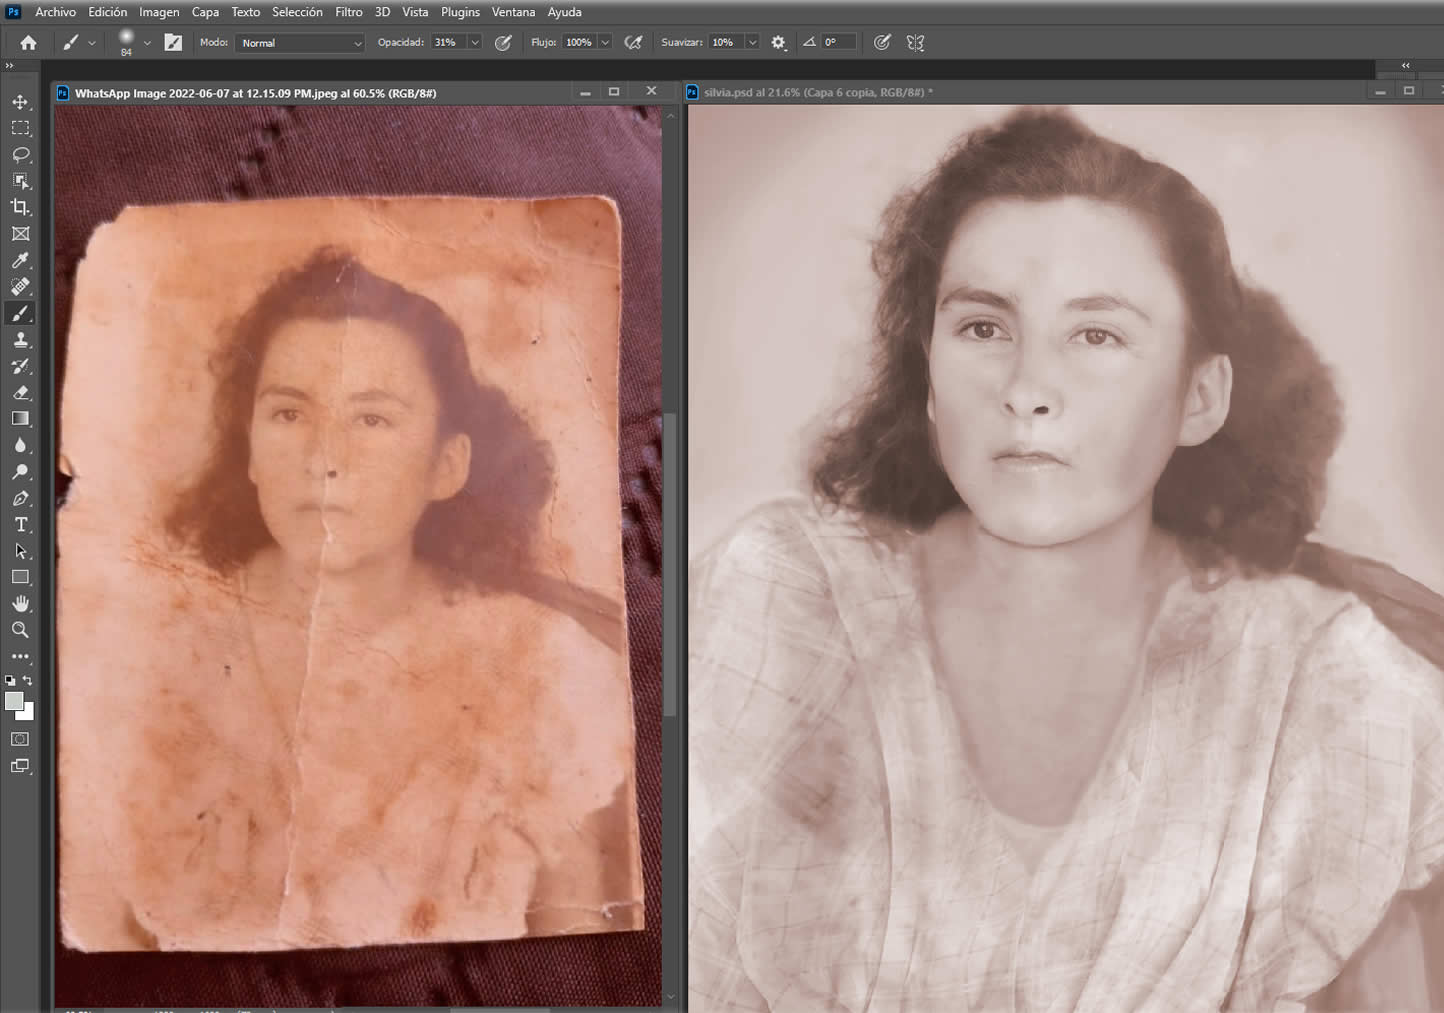 Ps Archivo Edición Imagen Capa Texto Selección Filtro 3D Vista Plugins Ventana Ayuda
84 Modo: Normal Opacidad: 31% Flujo: 100% Suavizar: 10% 0°
Ps WhatsApp Image 2022-06-07 at 12.15.09 PM.jpeg al 60.5% (RGB/8#)
Ps silvia.psd al 21.6% (Capa 6 copia, RGB/8#) *